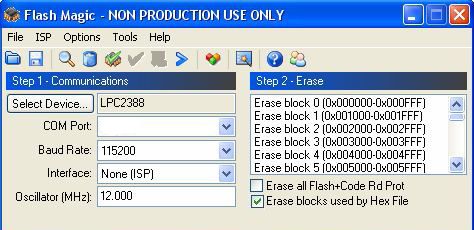 Flash Magic - NON PRODUCTION USE ONLY
File ISP Options Tools Help
Step 1 - Communications
Select Device... LPC2388
COM Port:
Baud Rate: 115200
Interface: None (ISP)
Oscillator (MHz): 12.000
Step 2 - Erase
Erase block 0 (0x000000-0x000FFF)
Erase block 1 (0x001000-0x001FFF)
Erase block 2 (0x002000-0x002FFF)
Erase block 3 (0x003000-0x003FFF)
Erase block 4 (0x004000-0x004FFF)
Erase block 5 (0x005000-0x005FFF)
Erase all Flash+Code Rd Prot
Erase blocks used by Hex File